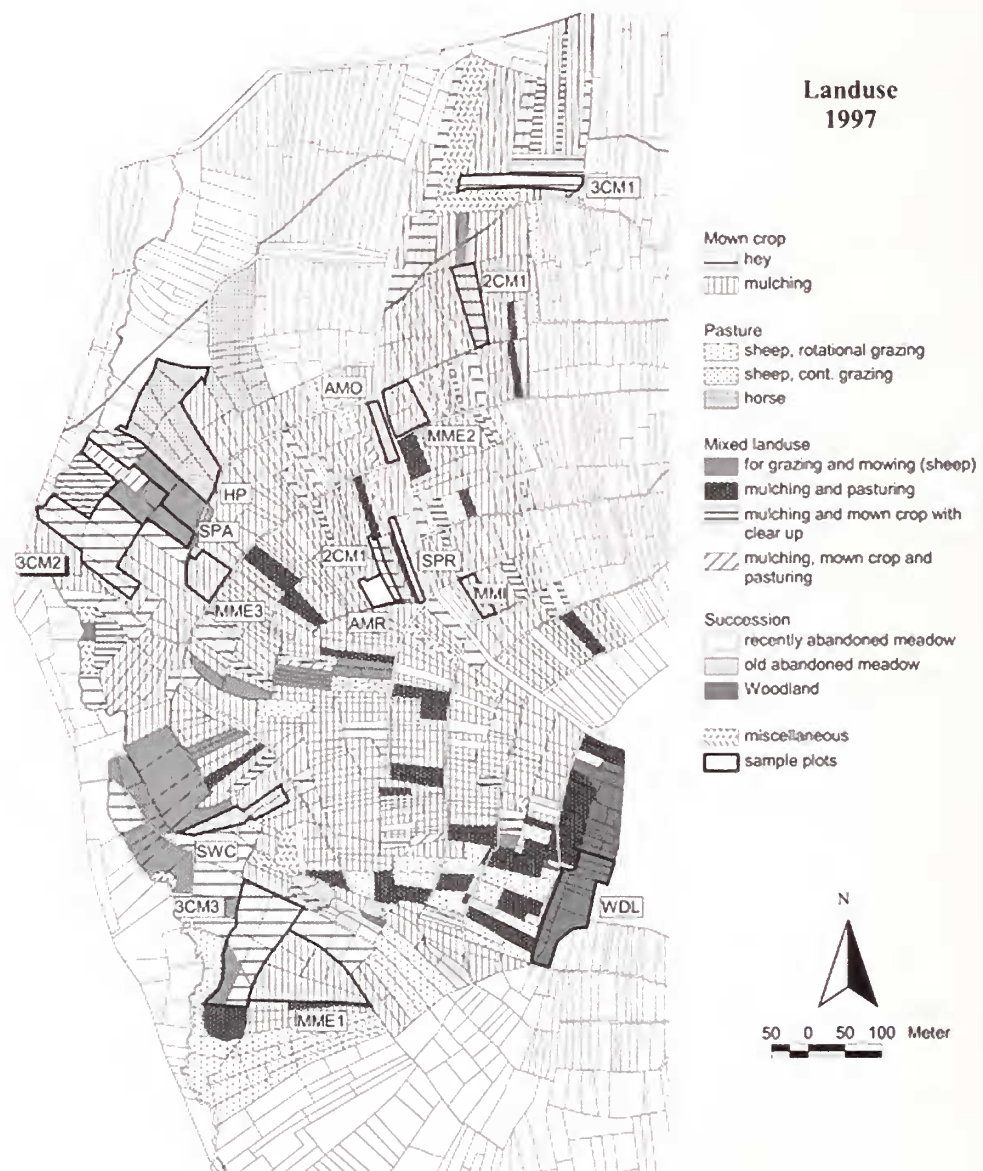 Landuse
1997
3CM1
2CM1
AMO
MME2
HP
SPA
3CM2
2CM1
SPR
MMI
MME3
AMR
SWC
3CM3
WDL
MME1
Mown crop
hey
mulching
Pasture
sheep, rotational grazing
sheep, cont. grazing
horse
Mixed landuse
for grazing and mowing (sheep)
mulching and pasturing
mulching and mown crop with
clear up
mulching, mown crop and
pasturing
Succession
recently abandoned meadow
old abandoned meadow
Woodland
miscellaneous
sample plots
N
50 0 50 100 Meter